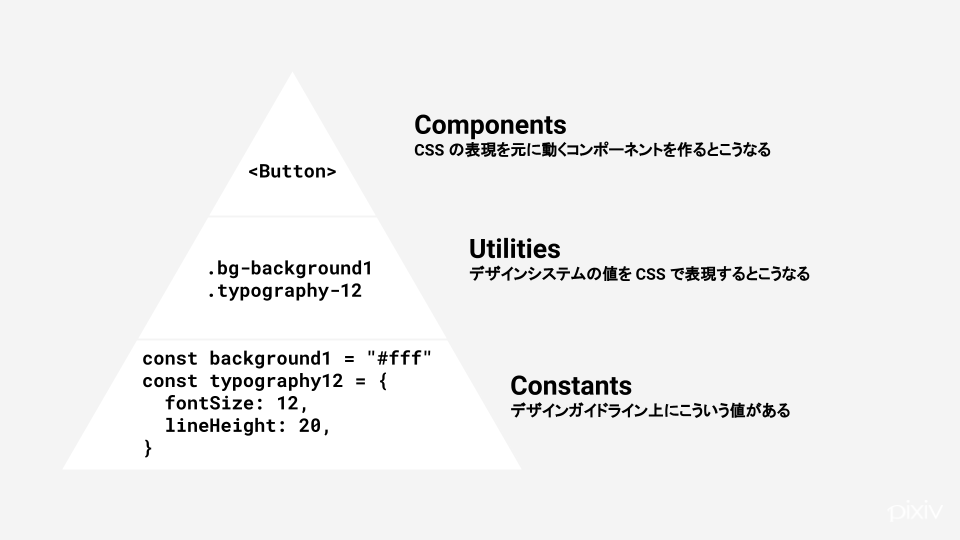 Components
CSS の表現を元に動くコンポーネントを作るとこうなる
<Button>
Utilities
デザインシステムの値を CSS で表現するとこうなる
.bg-background1
.typography-12
const background1 = "#fff"
const typography12 = {
  fontSize: 12,
  lineHeight: 20,
}
Constants
デザインガイドライン上にこういう値がある
pixiv